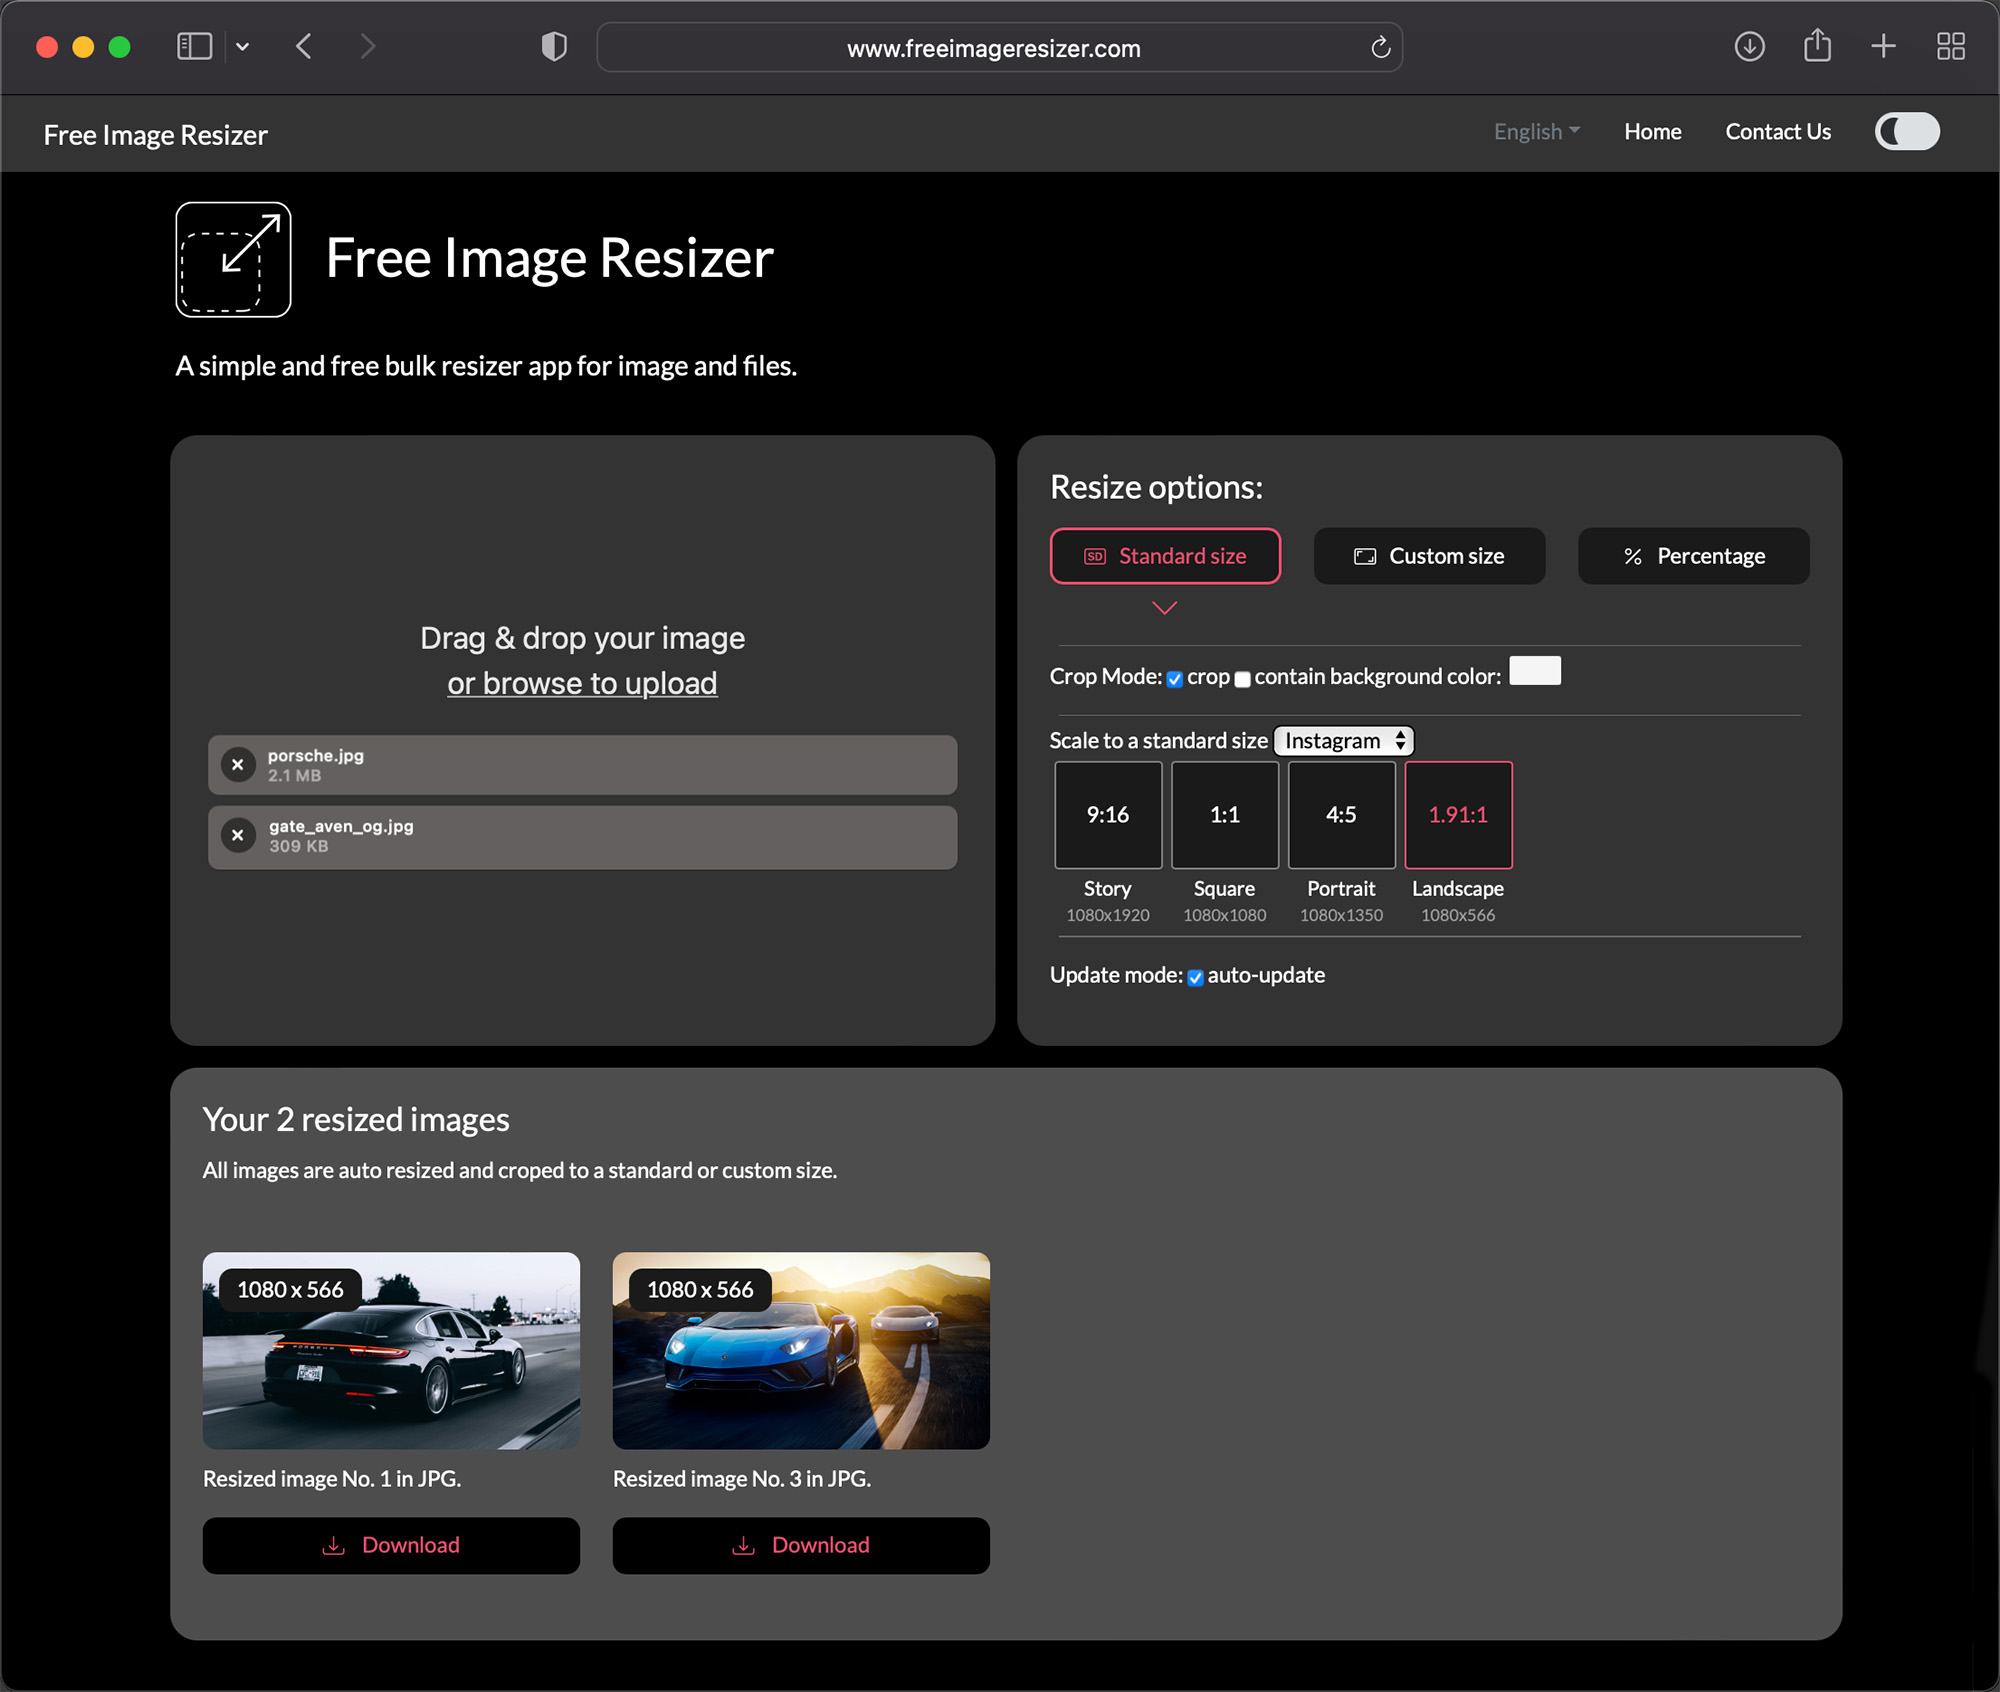 www.freeimageresizer.com
Free Image Resizer
English
Home
Contact Us
Free Image Resizer
A simple and free bulk resizer app for image and files.
Drag & drop your image
or browse to upload
porsche.jpg
2.1 MB
gate_aven_og.jpg
309 KB
Resize options:
SD Standard size
Custom size
% Percentage
Crop Mode: crop contain background color:
Scale to a standard size Instagram
9:16 1:1 4:5 1.91:1
Story Square Portrait Landscape
1080x1920 1080x1080 1080x1350 1080x566
Update mode: auto-update
Your 2 resized images
All images are auto resized and croped to a standard or custom size.
1080 x 566
PORSCHE
Resized image No. 1 in JPG.
Download
1080 x 566
Resized image No. 3 in JPG.
Download